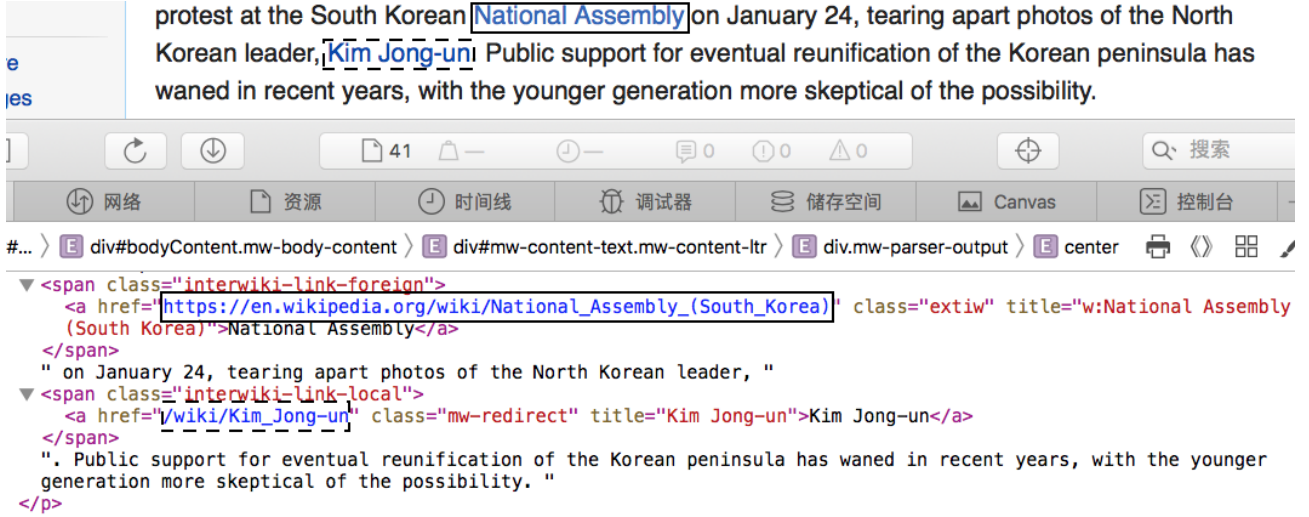 protest at the South Korean National Assembly on January 24, tearing apart photos of the North
Korean leader, Kim Jong-un Public support for eventual reunification of the Korean peninsula has
waned in recent years, with the younger generation more skeptical of the possibility.
41 — — 0 0 0 搜索
网络 资源 时间线 调试器 储存空间 Canvas 控制台
#... 〉 E div#bodyContent.mw-body-content 〉 E div#mw-content-text.mw-content-ltr 〉 E div.mw-parser-output 〉 E center
<span class="interwiki-link-foreign">
<a href="https://en.wikipedia.org/wiki/National_Assembly_(South_Korea)" class="extiw" title="w:National Assembly
(South Korea)">National Assembly</a>
</span>
" on January 24, tearing apart photos of the North Korean leader, "
<span class="interwiki-link-local">
<a href="/wiki/Kim_Jong-un" class="mw-redirect" title="Kim Jong-un">Kim Jong-un</a>
</span>
". Public support for eventual reunification of the Korean peninsula has waned in recent years, with the younger
generation more skeptical of the possibility. "
</p>